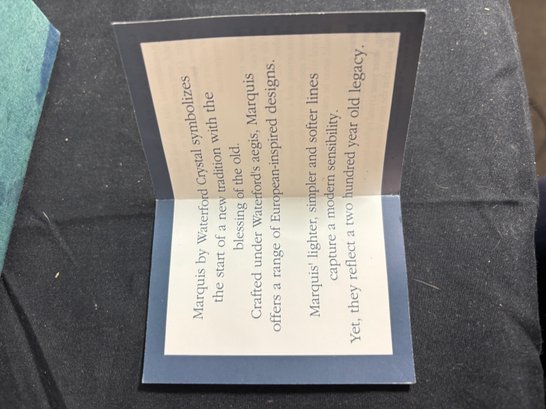 Marquis by Waterford Crystal symbolizes
the start of a new tradition with the
blessing of the old.
Crafted under Waterford's aegis, Marquis
offers a range of European-inspired designs.
Marquis' lighter, simpler and softer lines
capture a modern sensibility.
Yet, they reflect a two hundred year old legacy.